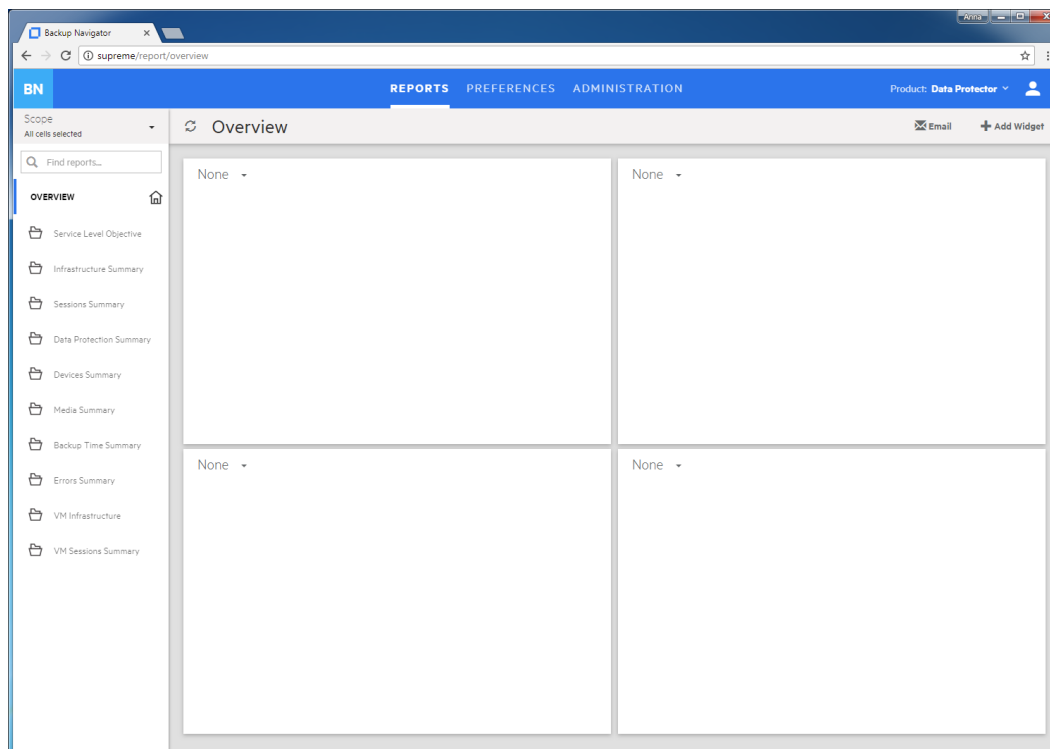 Anna
Backup Navigator
supreme/report/overview
BN
REPORTS PREFERENCES ADMINISTRATION
Product: Data Protector
Scope
All cells selected
Overview
Email
Add Widget
Find reports...
OVERVIEW
Service Level Objective
Infrastructure Summary
Sessions Summary
Data Protection Summary
Devices Summary
Media Summary
Backup Time Summary
Errors Summary
VM Infrastructure
VM Sessions Summary
None
None
None
None